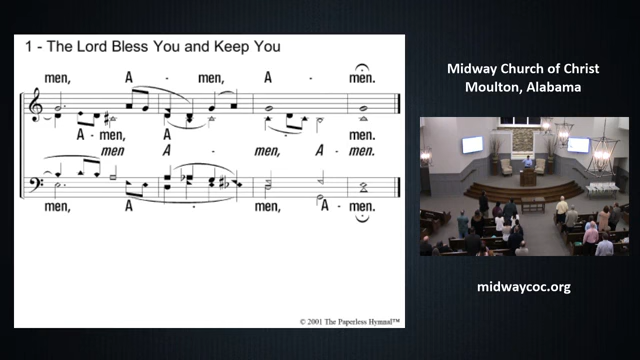 1 - The Lord Bless You and Keep You
men, A - men, A - men.
A - men, A men.
men A - men, A - men.
men, A - men, A - men.
© 2001 The Paperless Hymnal™
Midway Church of Christ
Moulton, Alabama
midwaycoc.org